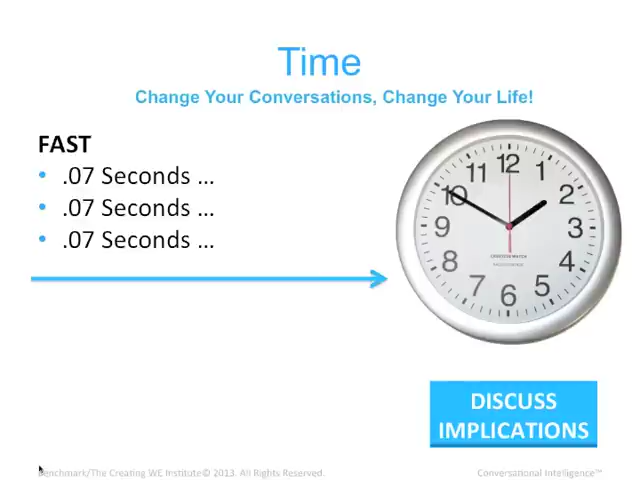 Time
Change Your Conversations, Change Your Life!
FAST
• .07 Seconds ...
• .07 Seconds ...
• .07 Seconds ...
12
11
1
10
2
9
3
8
4
7
5
6
DISCUSS
IMPLICATIONS
Benchmark/The Creating WE Institute© 2013. All Rights Reserved.
Conversational Intelligence™